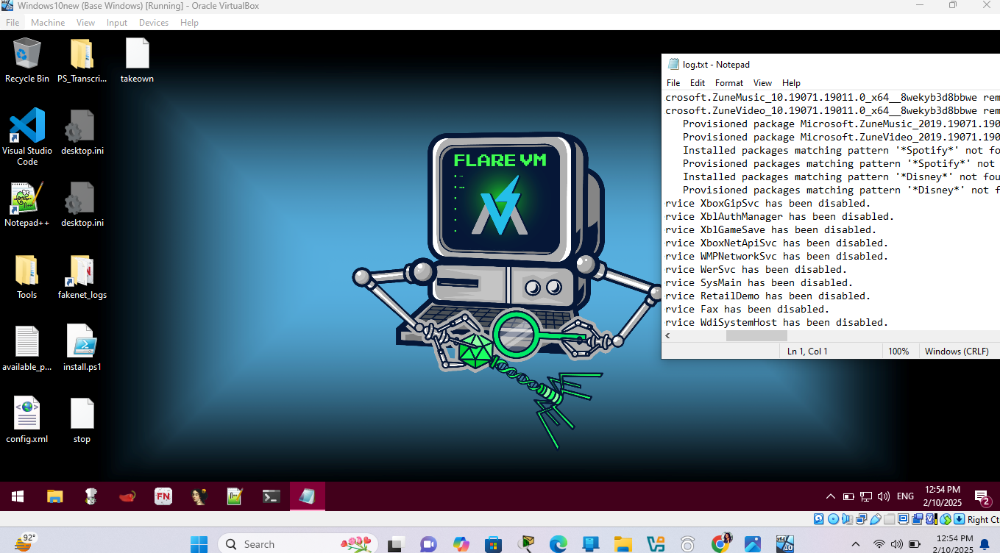 Windows10new (Base Windows) [Running] - Oracle VirtualBox
File Machine View Input Devices Help
Recycle Bin
PS_Transcri...
takeown
Visual Studio
Code
desktop.ini
Notepad++
desktop.ini
Tools
fakenet_logs
available_p...
install.ps1
config.xml
stop
FLARE VM
log.txt - Notepad
File Edit Format View Help
crosoft.ZuneMusic_10.19071.19011.0_x64__8wekyb3d8bbwe rem
crosoft.ZuneVideo_10.19071.19011.0_x64__8wekyb3d8bbwe rem
Provisioned package Microsoft.ZuneMusic_2019.19071.190
Provisioned package Microsoft.ZuneVideo_2019.19071.190
Installed packages matching pattern '*Spotify*' not fo
Provisioned packages matching pattern '*Spotify*' not
Installed packages matching pattern '*Disney*' not fou
Provisioned packages matching pattern '*Disney*' not f
rvice XboxGipSvc has been disabled.
rvice XblAuthManager has been disabled.
rvice XblGameSave has been disabled.
rvice XboxNetApiSvc has been disabled.
rvice WMPNetworkSvc has been disabled.
rvice WerSvc has been disabled.
rvice SysMain has been disabled.
rvice RetailDemo has been disabled.
rvice Fax has been disabled.
rvice WdiSystemHost has been disabled.
Ln 1, Col 1 100% Windows (CRLF)
FN
ENG
12:54 PM
2/10/2025
2
Right Ct
92°
Search
x64
10
12:54 PM
2/10/2025